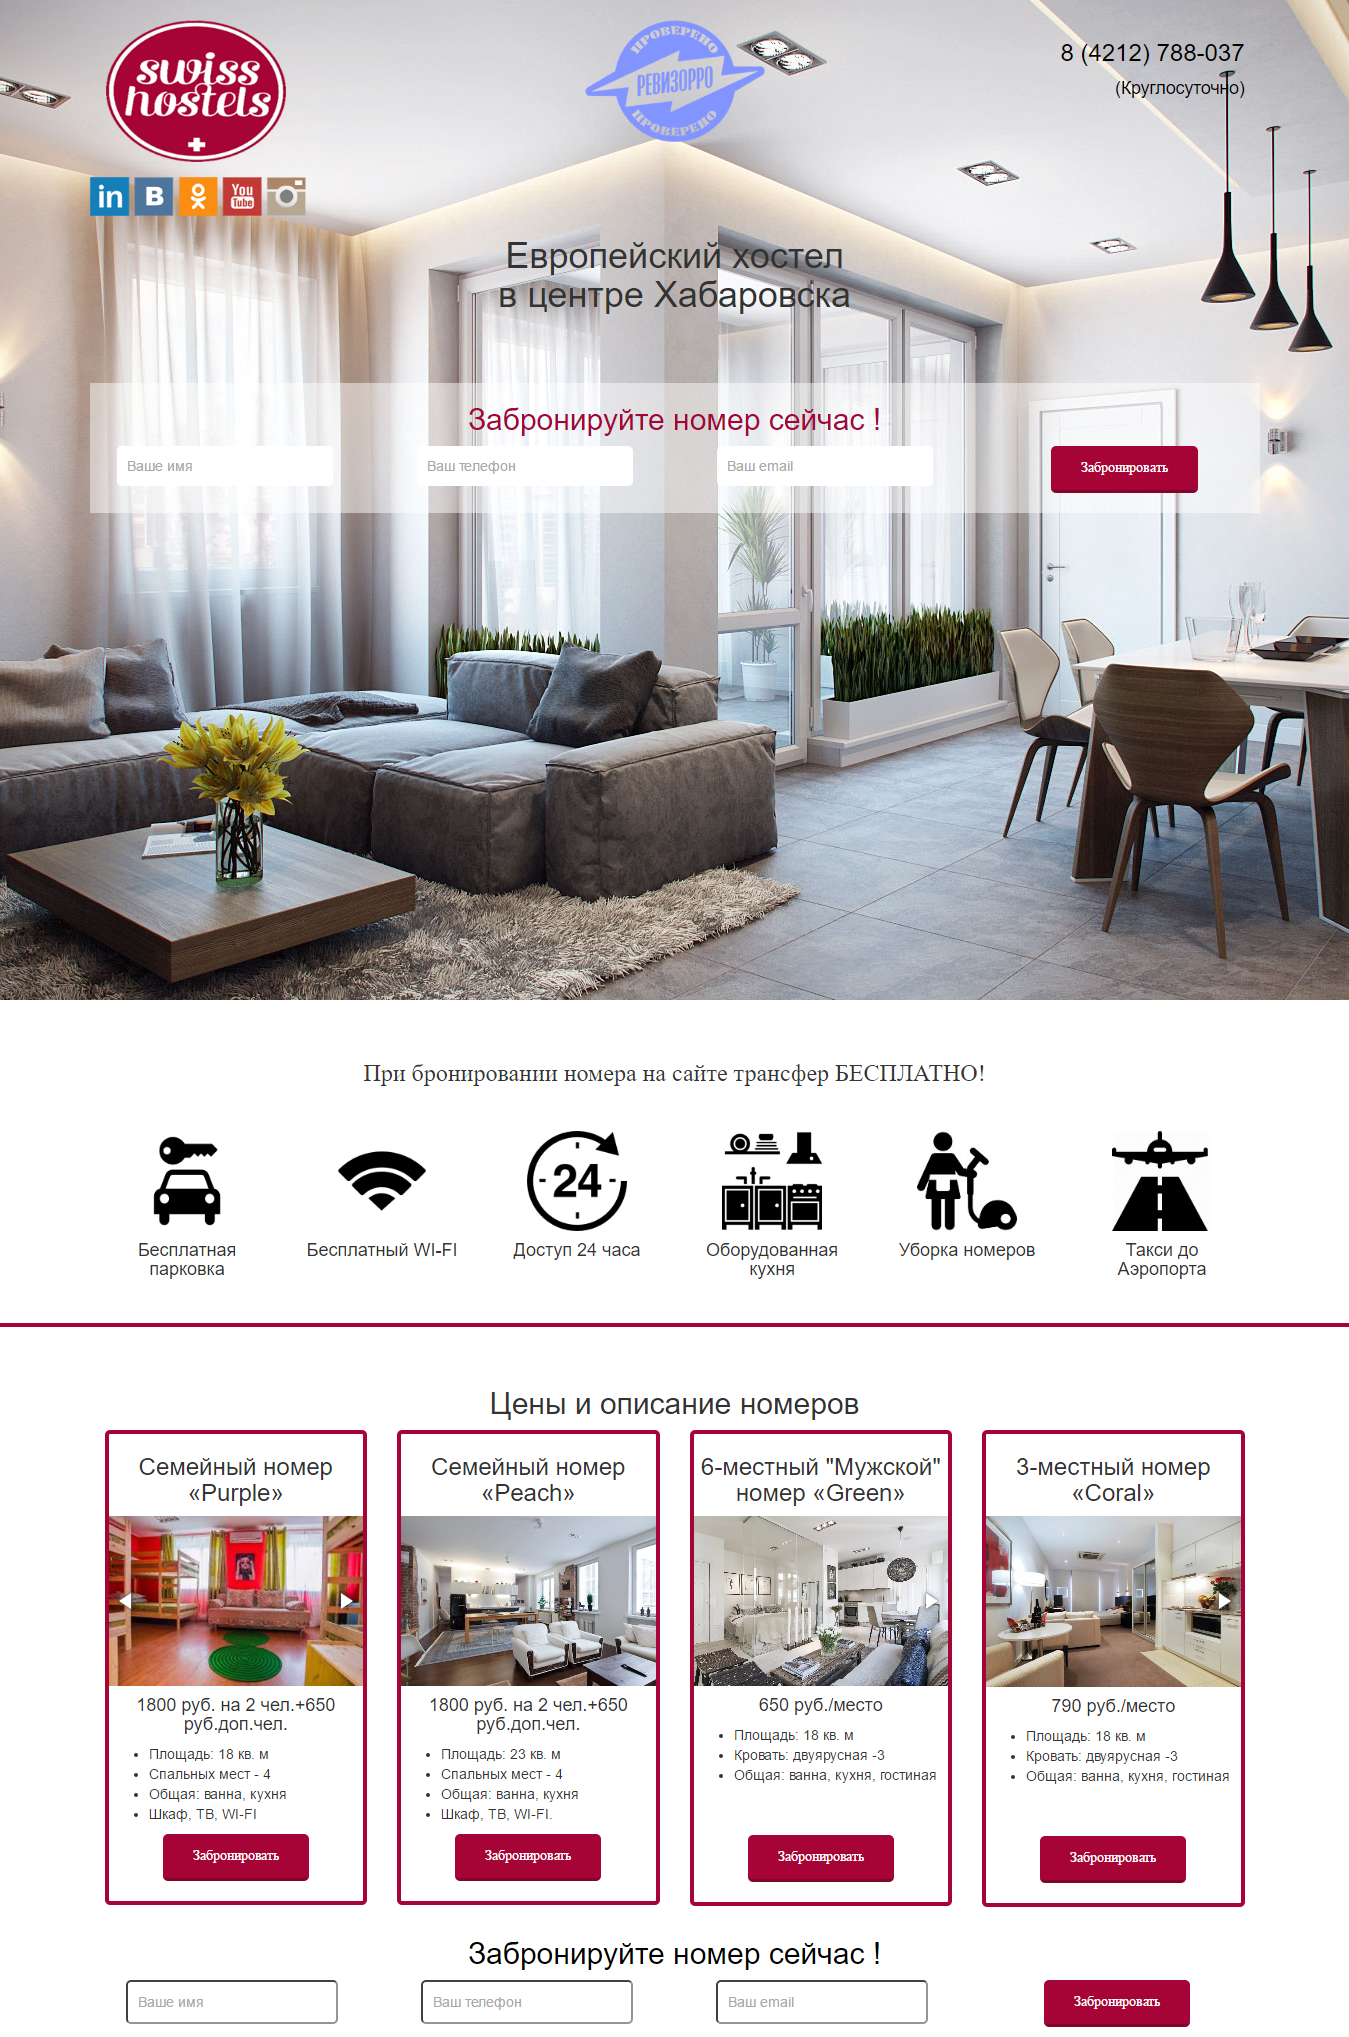 swiss
hostels
ПРОВЕРЕНО
РЕВИЗОРРО
ПРОВЕРЕНО
8 (4212) 788-037
(Круглосуточно)
in B You
Tube
Европейский хостел
в центре Хабаровска
Забронируйте номер сейчас !
Ваше имя
Ваш телефон
Ваш email
Забронировать
При бронировании номера на сайте трансфер БЕСПЛАТНО!
24
Бесплатная
парковка
Бесплатный WI-FI
Доступ 24 часа
Оборудованная
кухня
Уборка номеров
Такси до
Аэропорта
Цены и описание номеров
Семейный номер
«Purple»
1800 руб. на 2 чел.+650
руб.доп.чел.
Площадь: 18 кв. м
Спальных мест - 4
Общая: ванна, кухня
Шкаф, ТВ, WI-FI
Забронировать
Семейный номер
«Peach»
1800 руб. на 2 чел.+650
руб.доп.чел.
Площадь: 23 кв. м
Спальных мест - 4
Общая: ванна, кухня
Шкаф, ТВ, WI-FI.
Забронировать
6-местный "Мужской"
номер «Green»
650 руб./место
Площадь: 18 кв. м
Кровать: двуярусная -3
Общая: ванна, кухня, гостиная
Забронировать
3-местный номер
«Coral»
790 руб./место
Площадь: 18 кв. м
Кровать: двуярусная -3
Общая: ванна, кухня, гостиная
Забронировать
Забронируйте номер сейчас !
Ваше имя
Ваш телефон
Ваш email
Забронировать